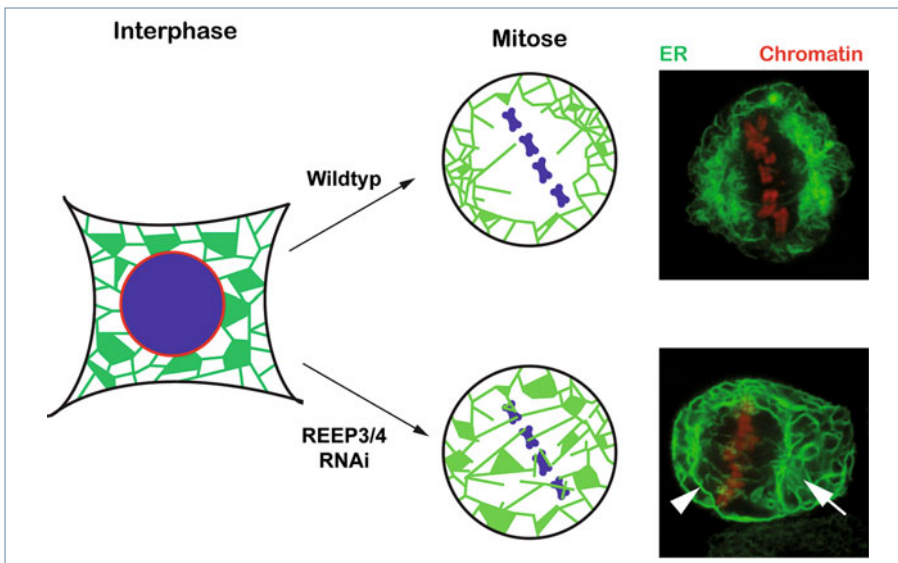 Interphase
Mitose
ER
Chromatin
Wildtyp
REEP3/4
RNAi